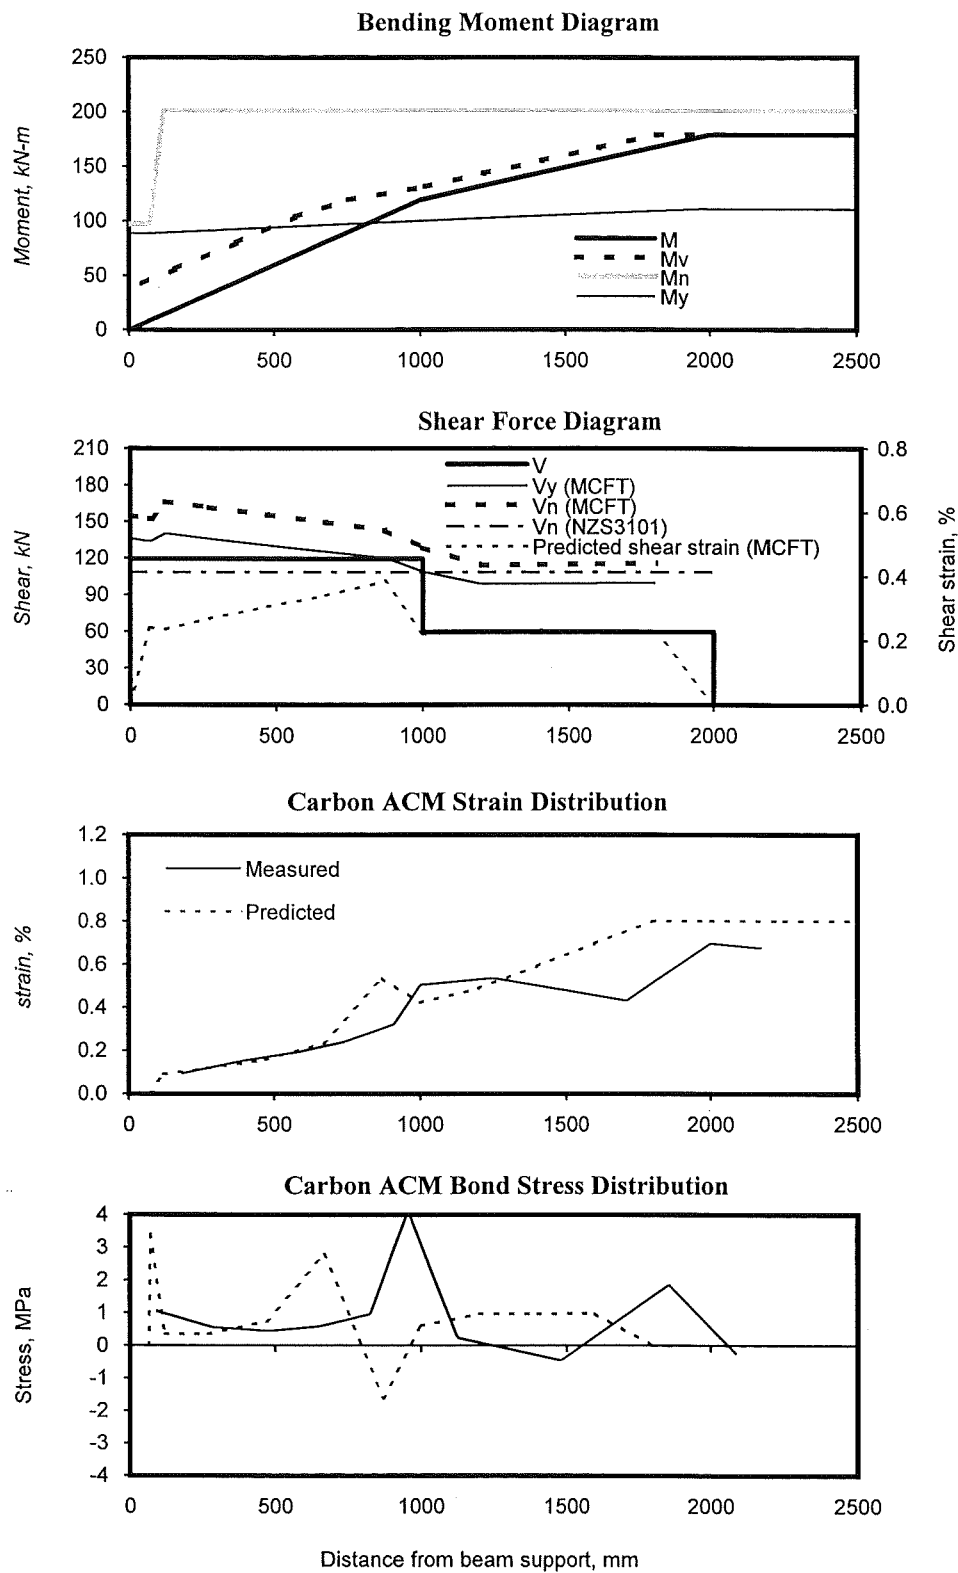 Bending Moment Diagram
250
200
150
100
50
0
Moment, kN-m
M
Mv
Mn
My
0 500 1000 1500 2000 2500
Shear Force Diagram
210
180
150
120
90
60
30
0
Shear, kN
V
Vy (MCFT)
Vn (MCFT)
Vn (NZS3101)
Predicted shear strain (MCFT)
0.8
0.6
0.4
0.2
0.0
Shear strain, %
0 500 1000 1500 2000 2500
Carbon ACM Strain Distribution
1.2
1.0
0.8
0.6
0.4
0.2
0.0
strain, %
Measured
Predicted
0 500 1000 1500 2000 2500
Carbon ACM Bond Stress Distribution
4
3
2
1
0
-1
-2
-3
-4
Stress, MPa
0 500 1000 1500 2000 2500
Distance from beam support, mm